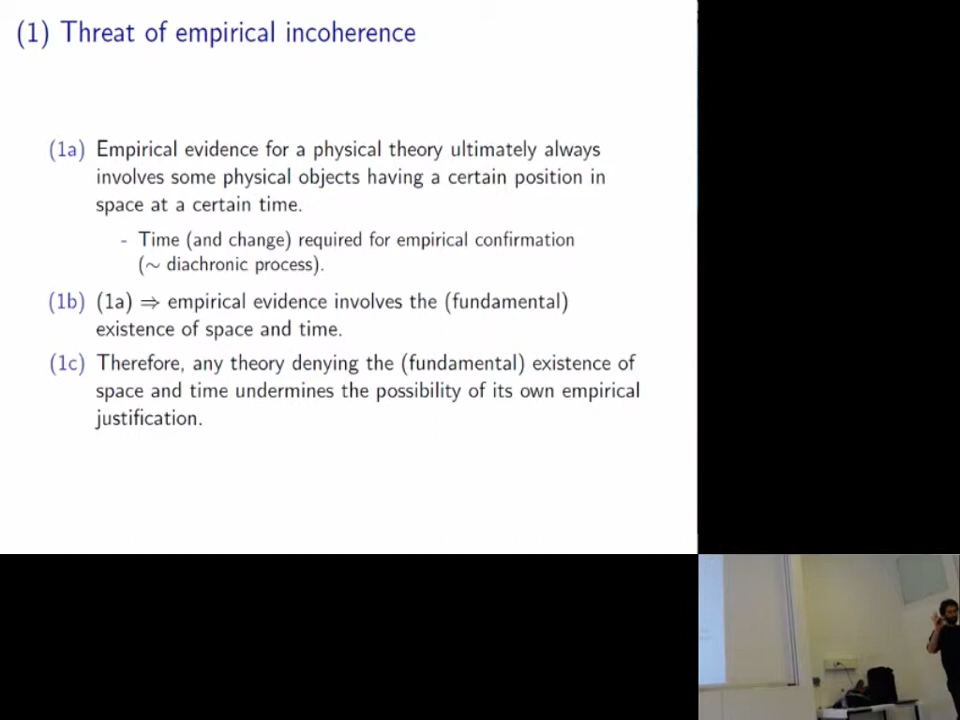 (1) Threat of empirical incoherence
(1a) Empirical evidence for a physical theory ultimately always
involves some physical objects having a certain position in
space at a certain time.
- Time (and change) required for empirical confirmation
(∼ diachronic process).
(1b) (1a) ⇒ empirical evidence involves the (fundamental)
existence of space and time.
(1c) Therefore, any theory denying the (fundamental) existence of
space and time undermines the possibility of its own empirical
justification.